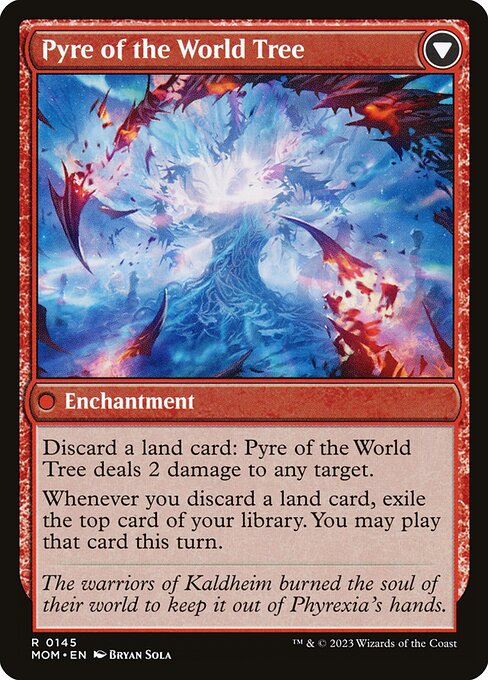 Pyre of the World Tree
Enchantment
Discard a land card: Pyre of the World
Tree deals 2 damage to any target.
Whenever you discard a land card, exile
the top card of your library. You may play
that card this turn.
The warriors of Kaldheim burned the soul of
their world to keep it out of Phyrexia's hands.
R 0145
MOM • EN Bryan Sola
™ & © 2023 Wizards of the Coast